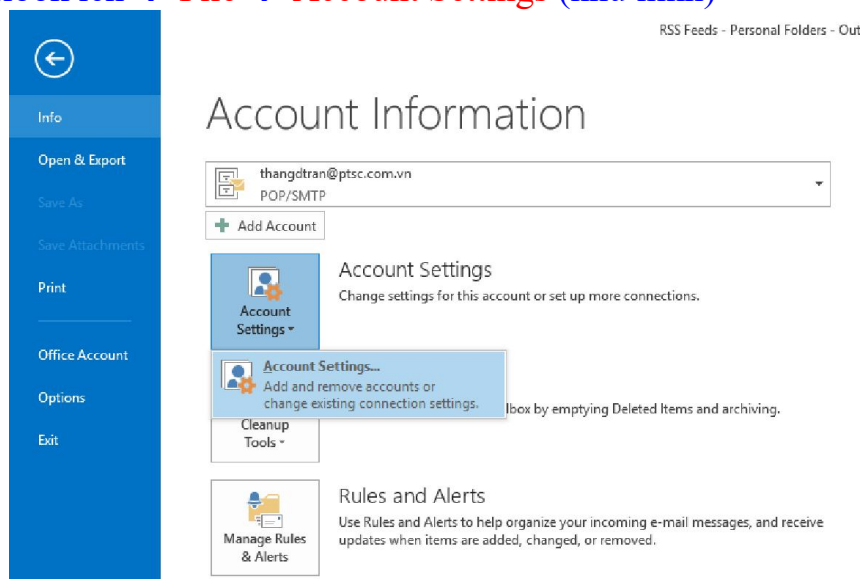 Account Settings
RSS Feeds - Personal Folders - Out
Info
Account Information
Open & Export
thangdtran@ptsc.com.vn
POP/SMTP
Save As
Add Account
Save Attachments
Print
Account Settings
Change settings for this account or set up more connections.
Account
Settings
Office Account
Account Settings...
Add and remove accounts or
change existing connection settings.
Options
lbox by emptying Deleted Items and archiving.
Cleanup
Tools
Exit
Rules and Alerts
Use Rules and Alerts to help organize your incoming e-mail messages, and receive
updates when items are added, changed, or removed.
Manage Rules
& Alerts